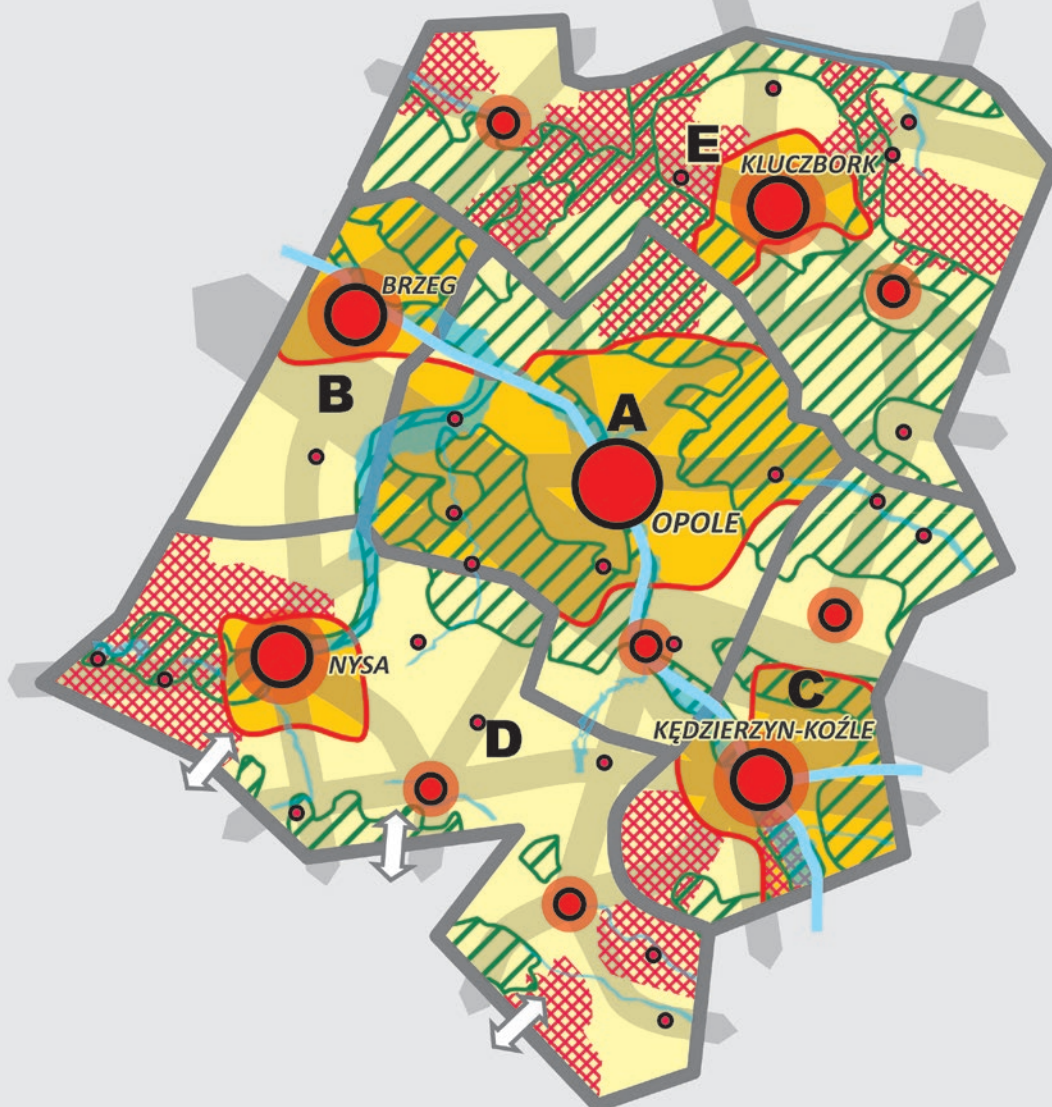 E
KLUCZBORK
BRZEG
B
A
OPOLE
NYSA
C
D
KĘDZIERZYN-KOŹLE